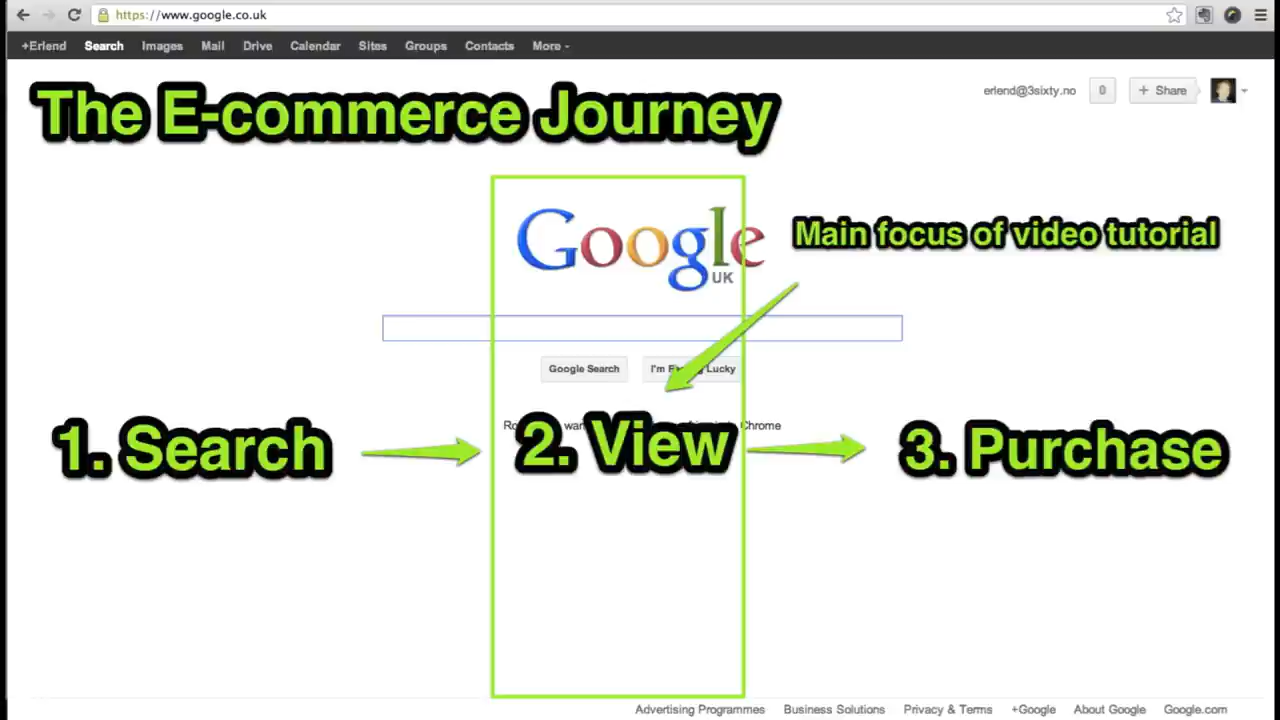 https://www.google.co.uk
+Erlend Search Images Mail Drive Calendar Sites Groups Contacts More
The E-commerce Journey
erlend@3sixty.no 0 + Share
Google
UK
Main focus of video tutorial
Google Search I'm Lucky
Chrome
1. Search 2. View 3. Purchase
Advertising Programmes Business Solutions Privacy & Terms +Google About Google Google.com